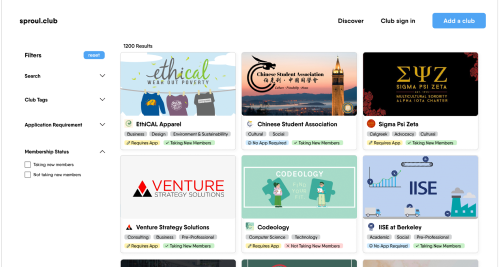 sproul.club
Discover
Club sign in
Add a club
Filters
reset
Search
Club Tags
Application Requirement
Membership Status
Taking new members
Not taking new members
1200 Results
ethical
WEAR OUT POVERTY
EthiCAL Apparel
Business Design Environment & Sustainability
Requires App Taking New Members
Chinese Student Association
Chinese Student Association
Cultural Social
No App Required Taking New Members
ΣΨΖ
SIGMA PSI ZETA
MULTICULTURAL SORORITY
ALPHA IOTA CHARTER
Sigma Psi Zeta
Calgreek Advocacy Cultural
Requires App Taking New Members
VENTURE
STRATEGY SOLUTIONS
Venture Strategy Solutions
Consulting Business Pre-Professional
Requires App Taking New Members
CODEOLOGY
Codeology
Computer Science Technology
Requires App Not Taking New Members
IISE
IISE at Berkeley
Academic Social Pre-Professional
No App Required Taking New Members